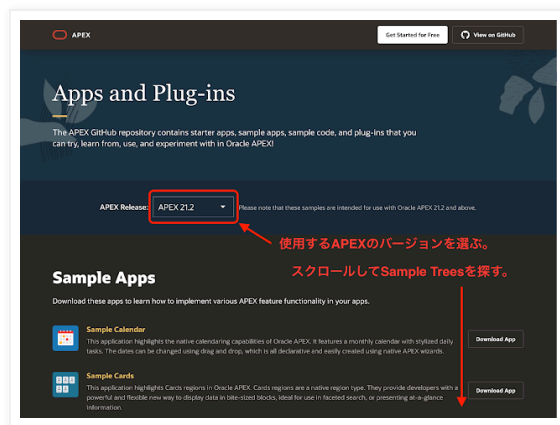 APEX
Get Started for Free
View on GitHub
Apps and Plug-ins
The APEX GitHub repository contains starter apps, sample apps, sample code, and plug-ins that you
can try, learn from, use, and experiment with in Oracle APEX!
APEX Release: APEX 21.2 Please note that these samples are intended for use with Oracle APEX 21.2 and above.
使用するAPEXのバージョンを選ぶ。
スクロールしてSample Treesを探す。
Sample Apps
Download these apps to learn how to implement various APEX feature functionality in your apps.
Sample Calendar
This application highlights the native calendaring capabilities of Oracle APEX. It features a monthly calendar with stylized daily
tasks. The dates can be changed using drag and drop, which is all declarative and easily created using native APEX wizards.
Download App
Sample Cards
This application highlights Cards regions in Oracle APEX. Cards regions are a native region type. They provide developers with a
powerful and flexible new way to display data in bite-sized blocks, ideal for use in faceted search, or presenting at-a-glance
information.
Download App